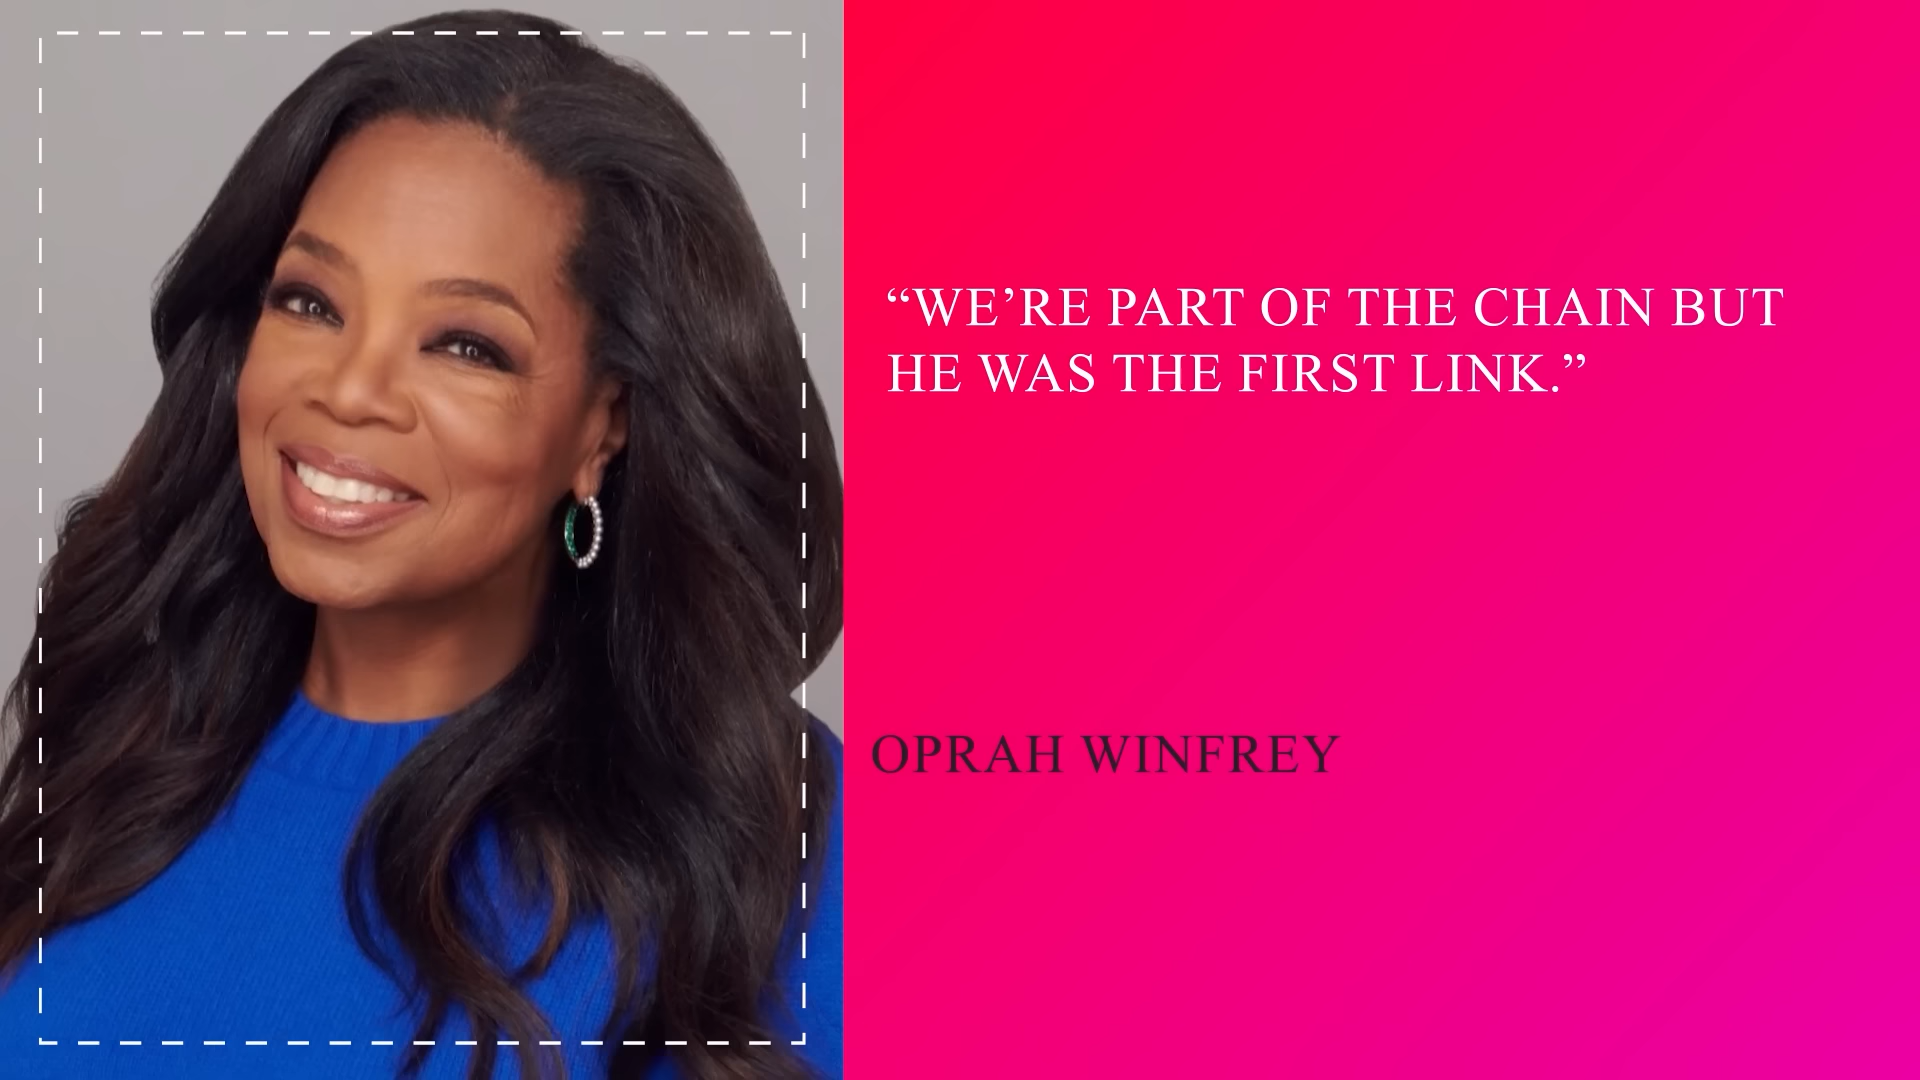 “WE’RE PART OF THE CHAIN BUT
HE WAS THE FIRST LINK.”
OPRAH WINFREY